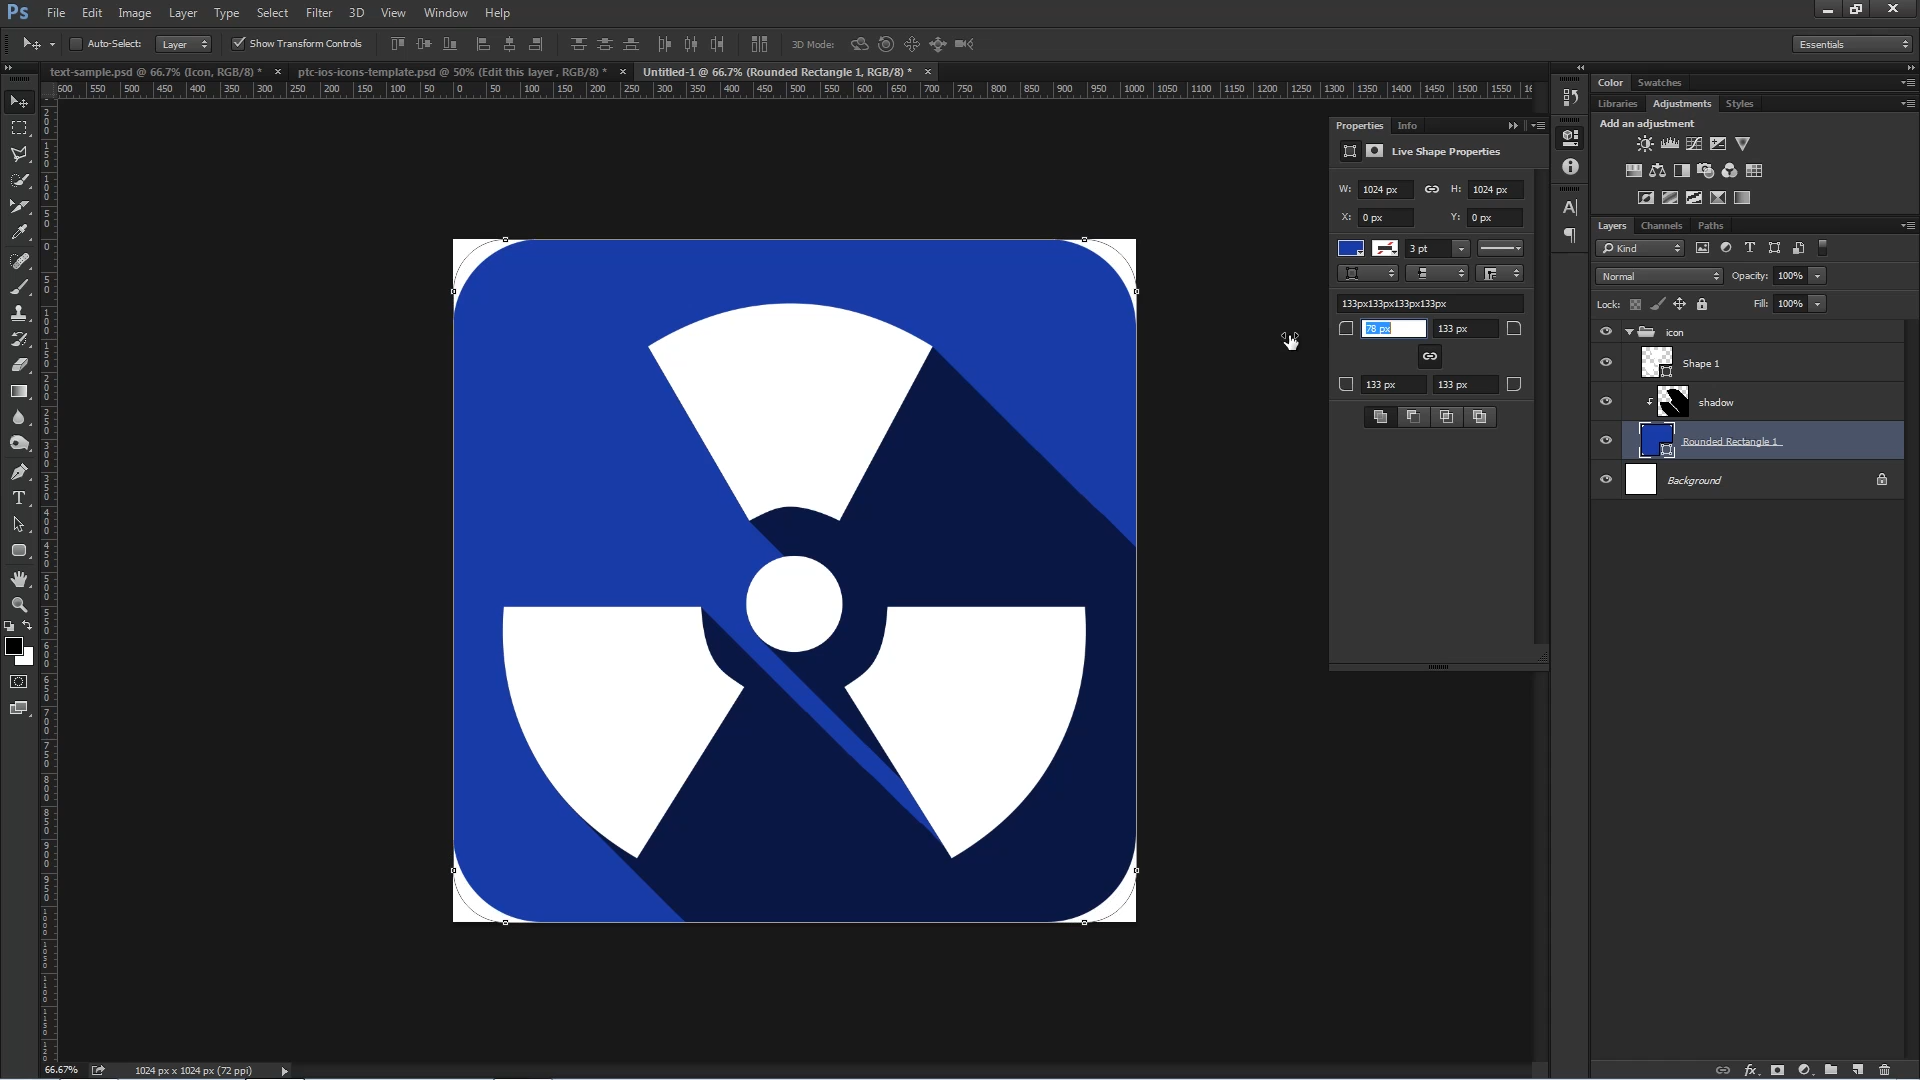 Ps File Edit Image Layer Type Select Filter 3D View Window Help
Auto-Select: Layer Show Transform Controls 3D Mode: Essentials
text-sample.psd @ 66.7% (Icon, RGB/8) * × ptc-ios-icons-template.psd @ 50% (Edit this layer , RGB/8) * × Untitled-1 @ 66.7% (Rounded Rectangle 1, RGB/8) * ×
600 550 500 450 400 350 300 250 200 150 100 50 0 50 100 150 200 250 300 350 400 450 500 550 600 650 700 750 800 850 900 950 1000 1050 1100 1150 1200 1250 1300 1350 1400 1450 1500 1550
Color Swatches
Libraries Adjustments Styles
Add an adjustment
Properties Info
Live Shape Properties
W: 1024 px H: 1024 px
X: 0 px Y: 0 px
3 pt
133px133px133px133px
78 px 133 px
133 px 133 px
Layers Channels Paths
Kind
Normal Opacity: 100%
Lock: Fill: 100%
icon
Shape 1
shadow
Rounded Rectangle 1
Background
66.67% 1024 px x 1024 px (72 ppi)
fx